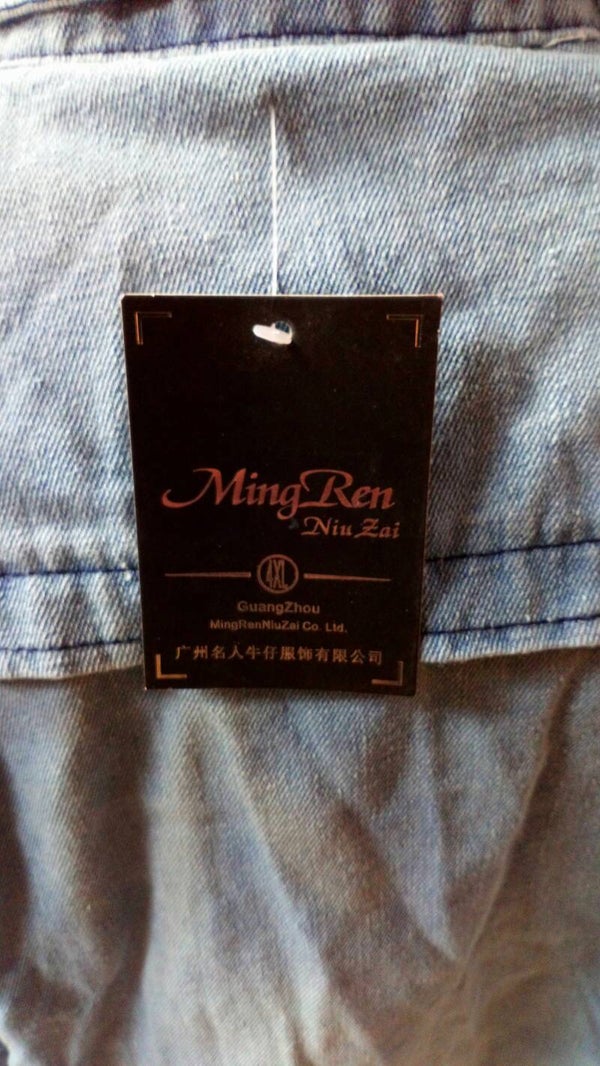 MingRen
Niu Zai
4XL
GuangZhou
MingRenNiuZai Co. Ltd.
广州名人牛仔服饰有限公司